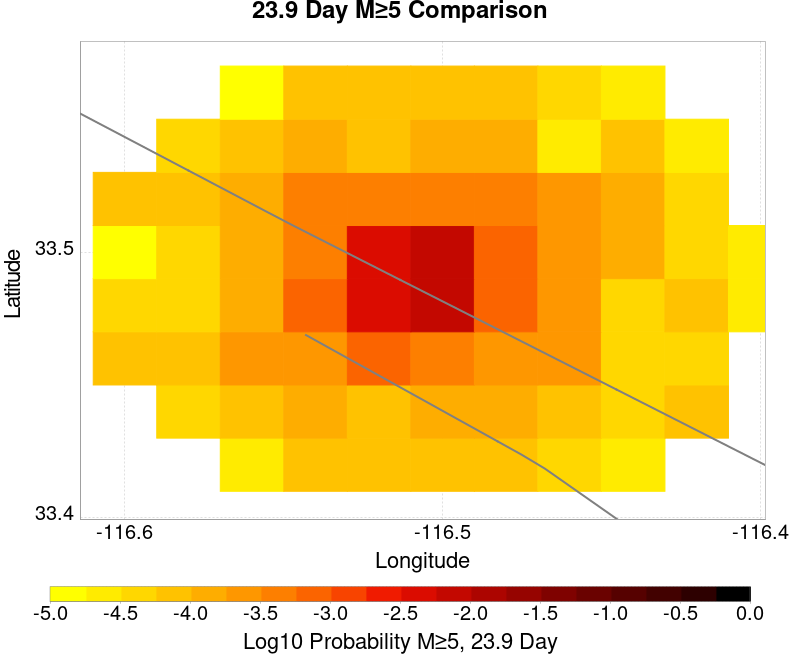 23.9 Day M≥5 Comparison
Latitude
33.5
33.4
-116.6 -116.5 -116.4
Longitude
-5.0 -4.5 -4.0 -3.5 -3.0 -2.5 -2.0 -1.5 -1.0 -0.5 0.0
Log10 Probability M≥5, 23.9 Day